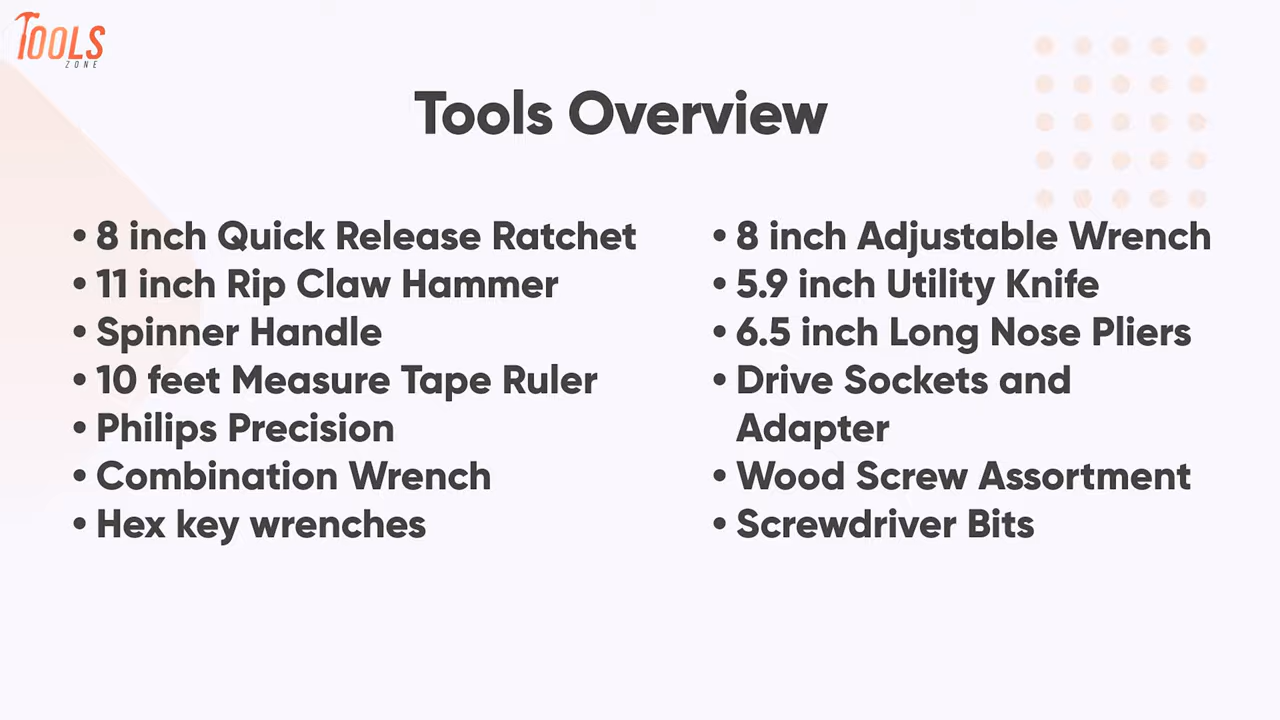 TOOLS
ZONE
Tools Overview
• 8 inch Quick Release Ratchet
• 11 inch Rip Claw Hammer
• Spinner Handle
• 10 feet Measure Tape Ruler
• Philips Precision
• Combination Wrench
• Hex key wrenches
• 8 inch Adjustable Wrench
• 5.9 inch Utility Knife
• 6.5 inch Long Nose Pliers
• Drive Sockets and
Adapter
• Wood Screw Assortment
• Screwdriver Bits